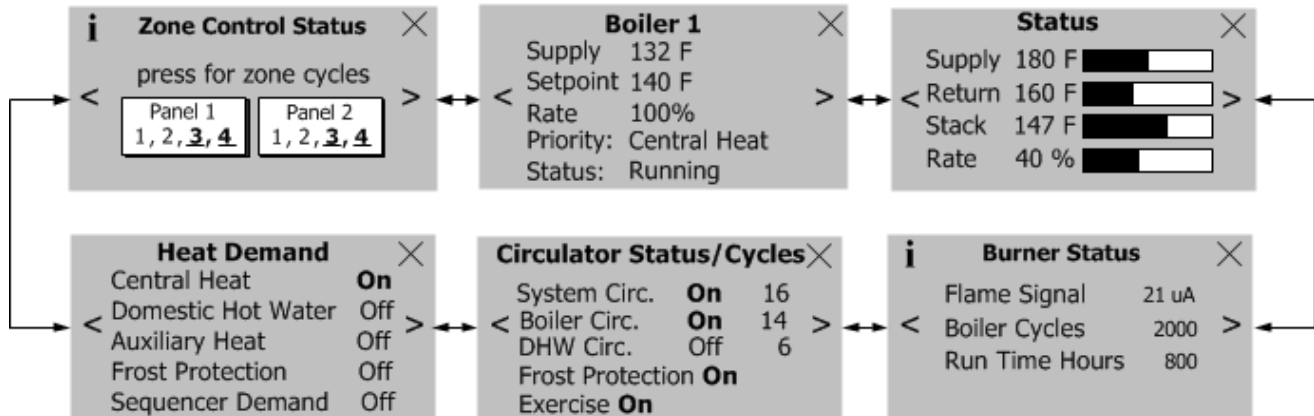 i Zone Control Status X
press for zone cycles
< >
Panel 1
1, 2, 3, 4
Panel 2
1, 2, 3, 4
Boiler 1 X
Supply 132 F
< Setpoint 140 F >
Rate 100%
Priority: Central Heat
Status: Running
Status X
Supply 180 F
< Return 160 F >
Stack 147 F
Rate 40 %
Heat Demand X
Central Heat On
Domestic Hot Water Off
< Auxiliary Heat Off >
Frost Protection Off
Sequencer Demand Off
Circulator Status/Cycles X
System Circ. On 16
< Boiler Circ. On 14 >
DHW Circ. Off 6
Frost Protection On
Exercise On
i Burner Status X
Flame Signal 21 uA
< Boiler Cycles 2000 >
Run Time Hours 800